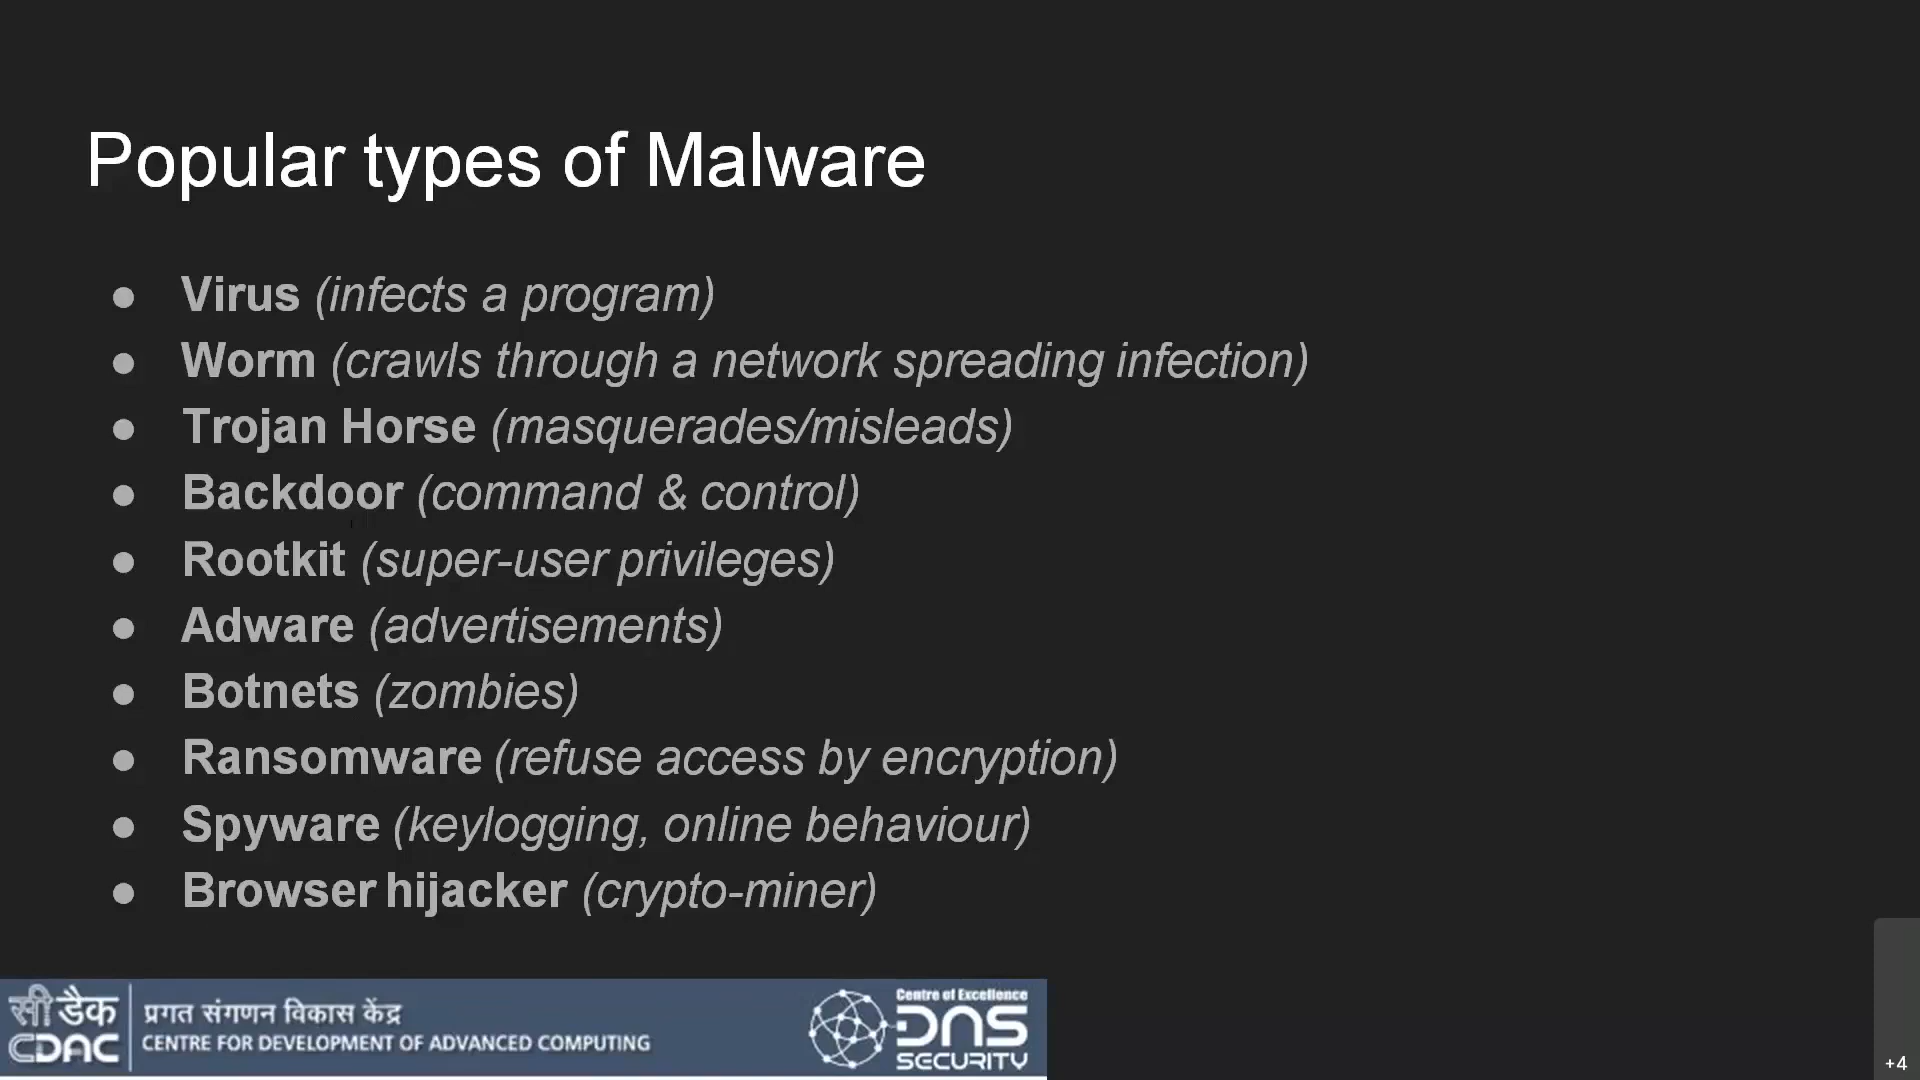 Popular types of Malware
● Virus (infects a program)
● Worm (crawls through a network spreading infection)
● Trojan Horse (masquerades/misleads)
● Backdoor (command & control)
● Rootkit (super-user privileges)
● Adware (advertisements)
● Botnets (zombies)
● Ransomware (refuse access by encryption)
● Spyware (keylogging, online behaviour)
● Browser hijacker (crypto-miner)
सी डैक
CDAC
प्रगत संगणन विकास केंद्र
CENTRE FOR DEVELOPMENT OF ADVANCED COMPUTING
Centre of Excellence
DNS
SECURITY
+4